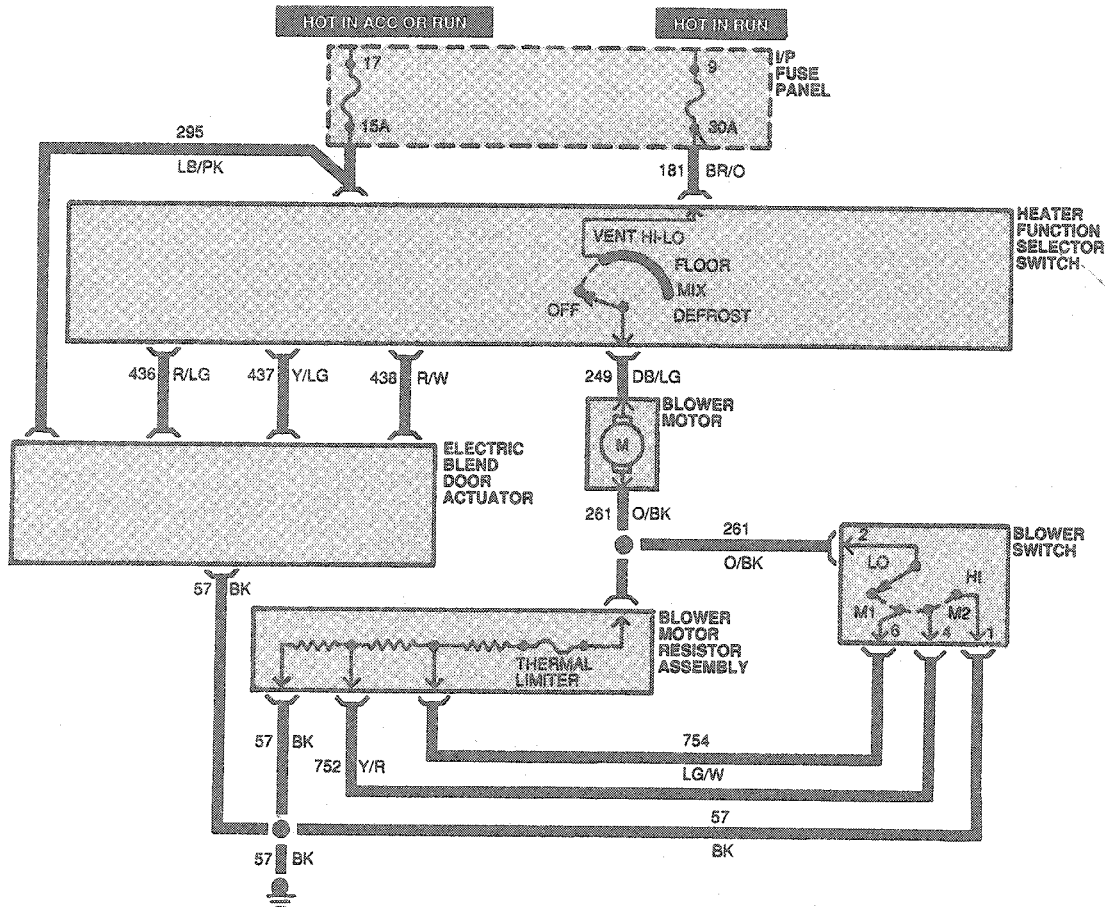 HOT IN ACC OR RUN
HOT IN RUN
17
9
I/P
FUSE
PANEL
15A
30A
295
LB/PK
181 BR/O
HEATER
FUNCTION
SELECTOR
SWITCH
VENT HI-LO
FLOOR
MIX
OFF
DEFROST
436 R/LG
437 Y/LG
438 R/W
249 DB/LG
BLOWER
MOTOR
M
ELECTRIC
BLEND
DOOR
ACTUATOR
261 O/BK
261
O/BK
BLOWER
SWITCH
2
LO
HI
M1
M2
6
4
1
57 BK
BLOWER
MOTOR
RESISTOR
ASSEMBLY
THERMAL
LIMITER
57 BK
752 Y/R
754
LG/W
57
BK
57 BK